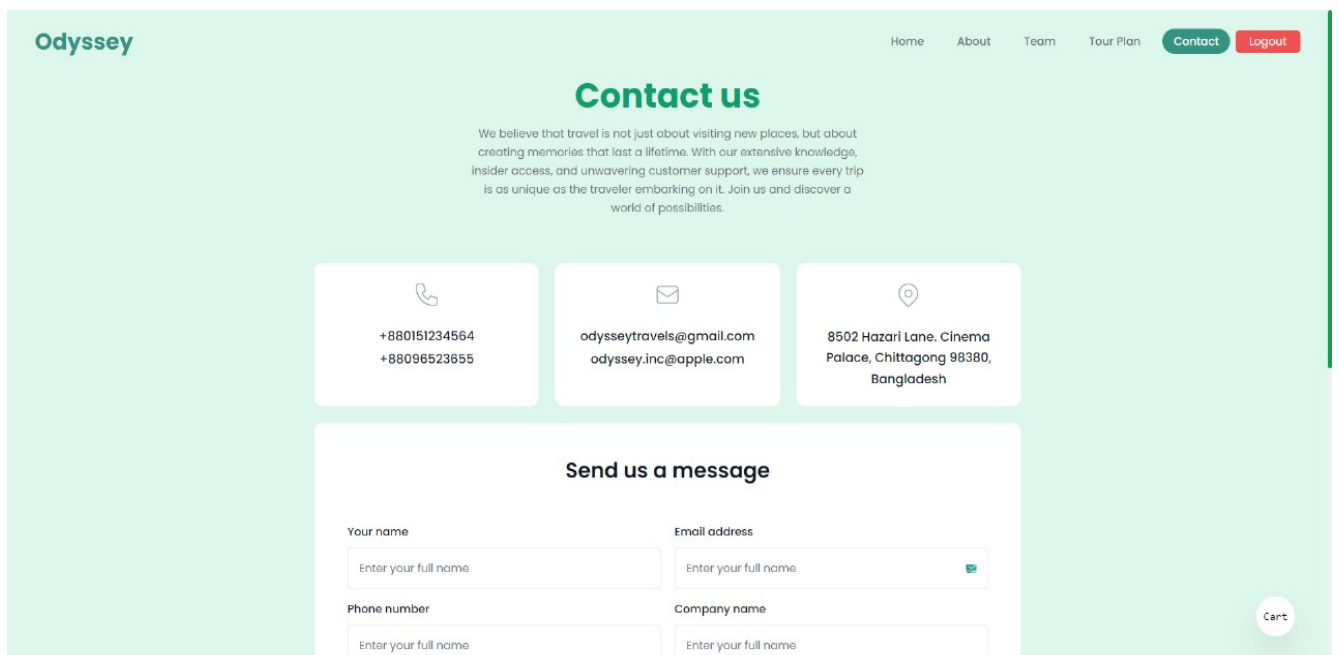 Odyssey
Home About Team Tour Plan Contact Logout
Contact us
We believe that travel is not just about visiting new places, but about
creating memories that last a lifetime. With our extensive knowledge,
insider access, and unwavering customer support, we ensure every trip
is as unique as the traveler embarking on it. Join us and discover a
world of possibilities.
+880151234564
+88096523655
odysseytravels@gmail.com
odyssey.inc@apple.com
8502 Hazari Lane. Cinema
Palace, Chittagong 98380,
Bangladesh
Send us a message
Your name
Enter your full name
Email address
Enter your full name
Phone number
Enter your full name
Company name
Enter your full name
Cart